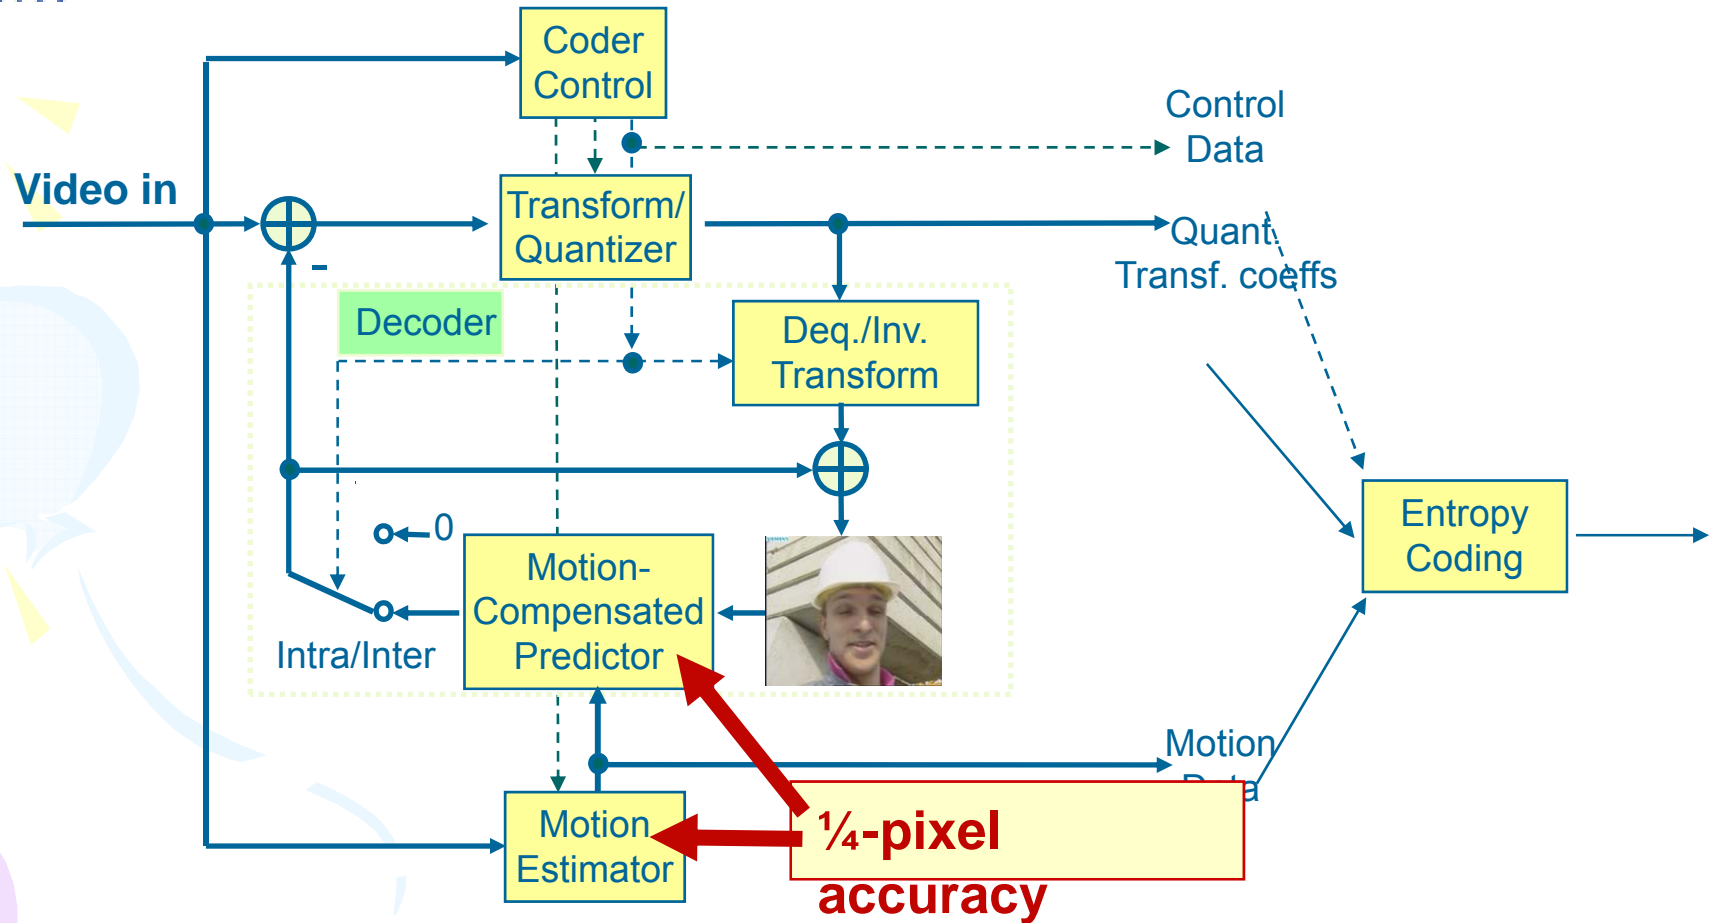 Coder
Control
Control
Data
Video in
Transform/
Quantizer
Quant.
Transf. coeffs
-
Decoder
Deq./Inv.
Transform
0
Motion-
Compensated
Predictor
Entropy
Coding
Intra/Inter
Motion
Data
Motion
Estimator
¼-pixel
accuracy